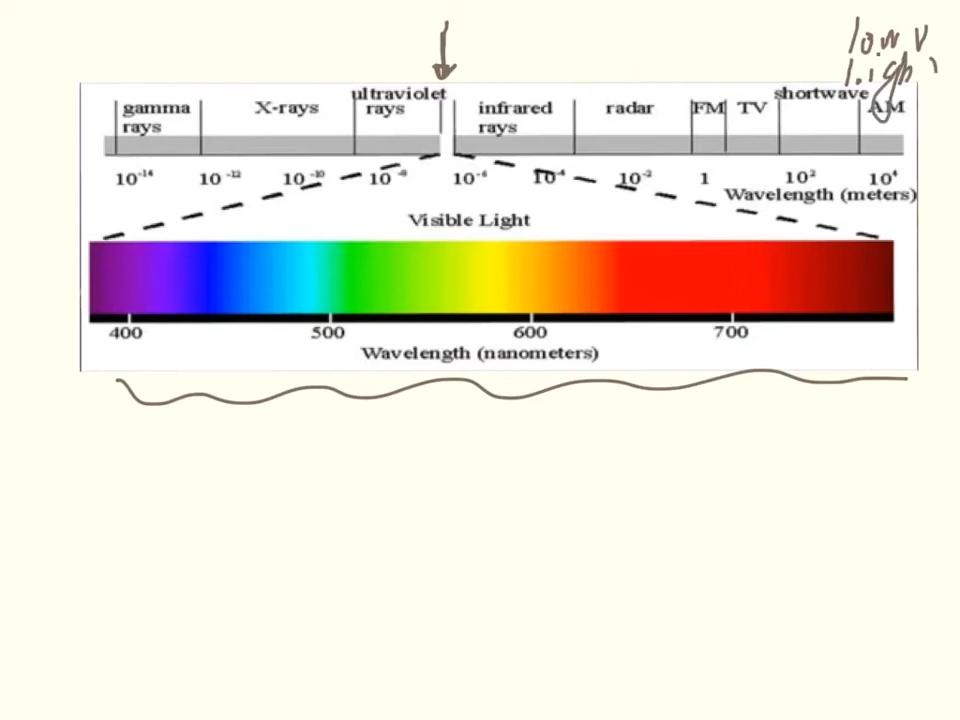 low ν
ultraviolet shortwave
gamma X-rays rays infrared radar FM TV AM
rays rays
10⁻¹⁴ 10⁻¹² 10⁻¹⁰ 10⁻⁸ 10⁻⁶ 10⁻⁴ 10⁻² 1 10² 10⁴
Wavelength (meters)
Visible Light
400 500 600 700
Wavelength (nanometers)